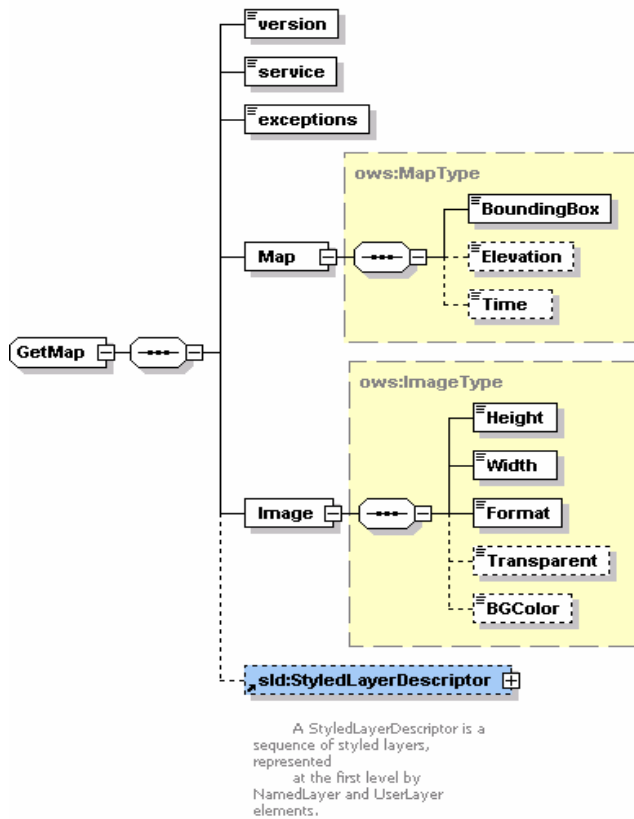 version
service
exceptions
ows:MapType
BoundingBox
Map
Elevation
Time
GetMap
ows:ImageType
Height
Width
Image
Format
Transparent
BGColor
sld:StyledLayerDescriptor
A StyledLayerDescriptor is a
sequence of styled layers,
represented
at the first level by
NamedLayer and UserLayer
elements.